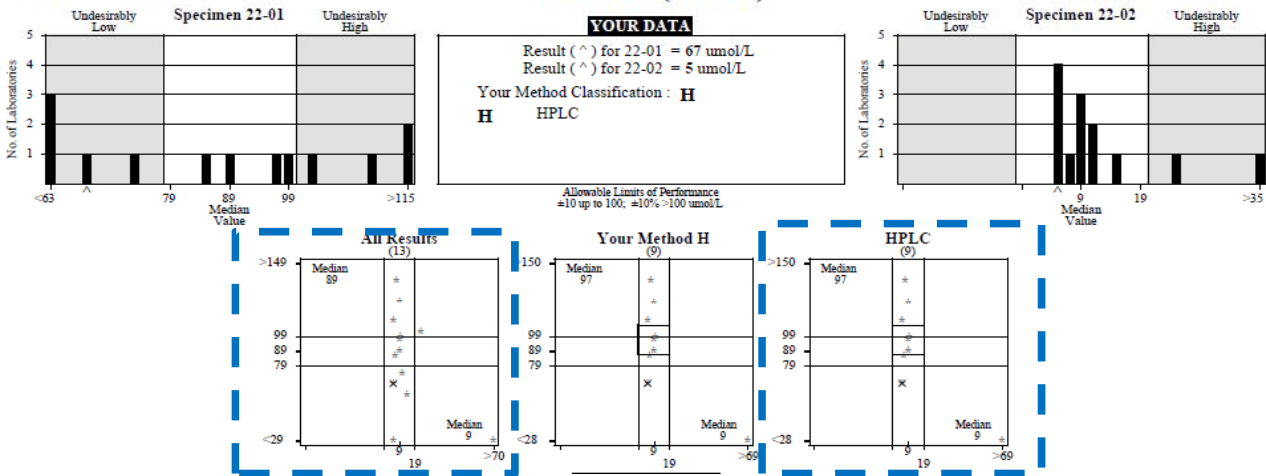 Undesirably
Low
Specimen 22-01
Undesirably
High
5
4
3
2
1
No. of Laboratories
<63
^
79
89
99
>115
Median
Value
YOUR DATA
Result ( ^ ) for 22-01 = 67 umol/L
Result ( ^ ) for 22-02 = 5 umol/L
Your Method Classification : H
H HPLC
Allowable Limits of Performance
±10 up to 100; ±10% >100 umol/L
Undesirably
Low
Specimen 22-02
Undesirably
High
5
4
3
2
1
No. of Laboratories
^
9
19
>35
Median
Value
All Results
(13)
>149
Median
89
99
89
79
<29
Median
9
9
19
>70
Your Method H
(9)
>150
Median
97
99
89
79
<28
Median
9
9
19
>69
HPLC
(9)
>150
Median
97
99
89
79
<28
Median
9
9
19
>69